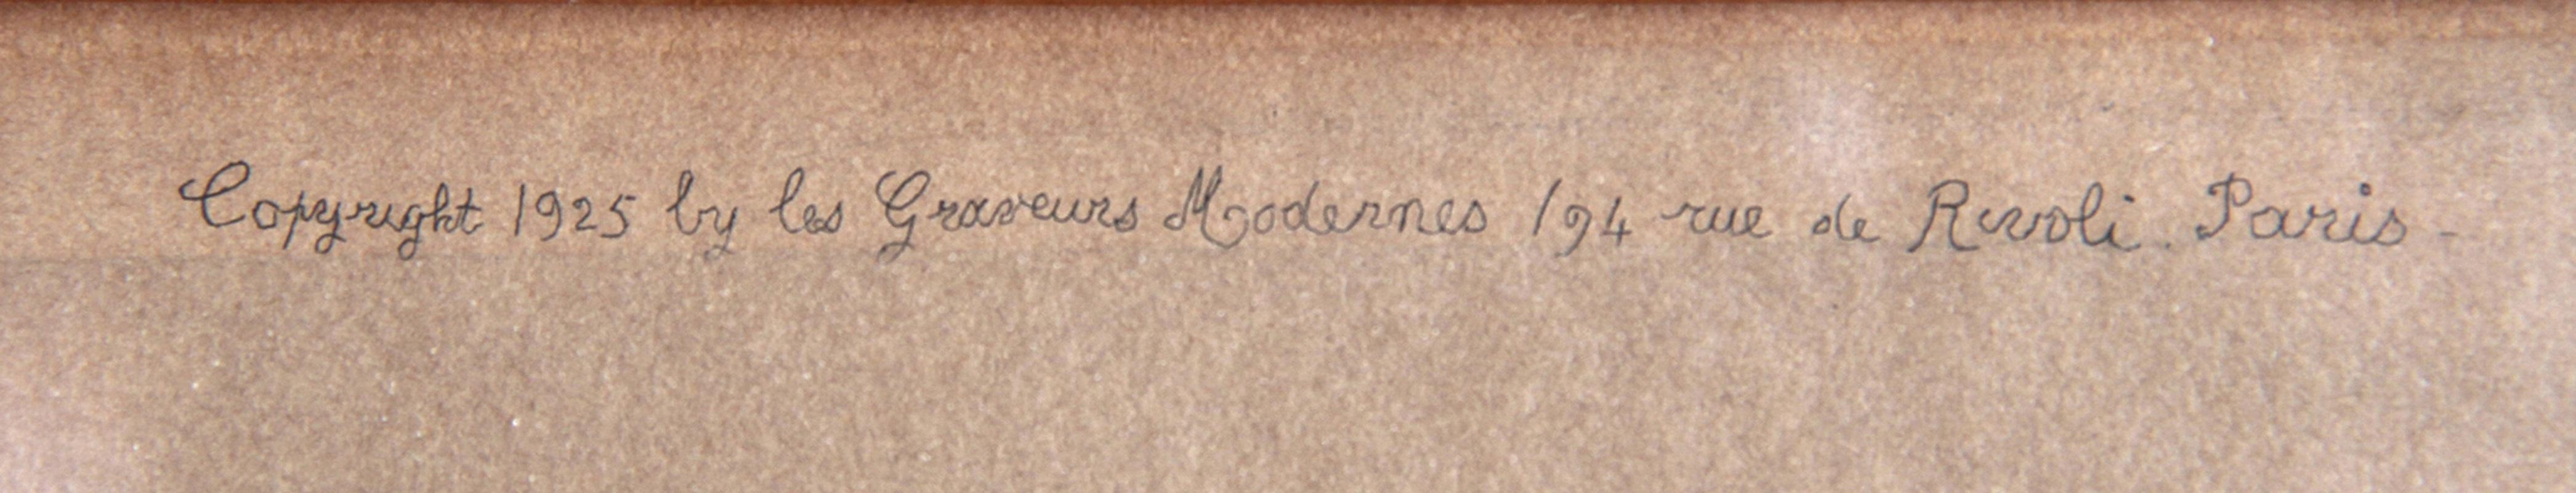 Copyright 1925 by les Graveurs Modernes 194 rue de Rivoli. Paris -